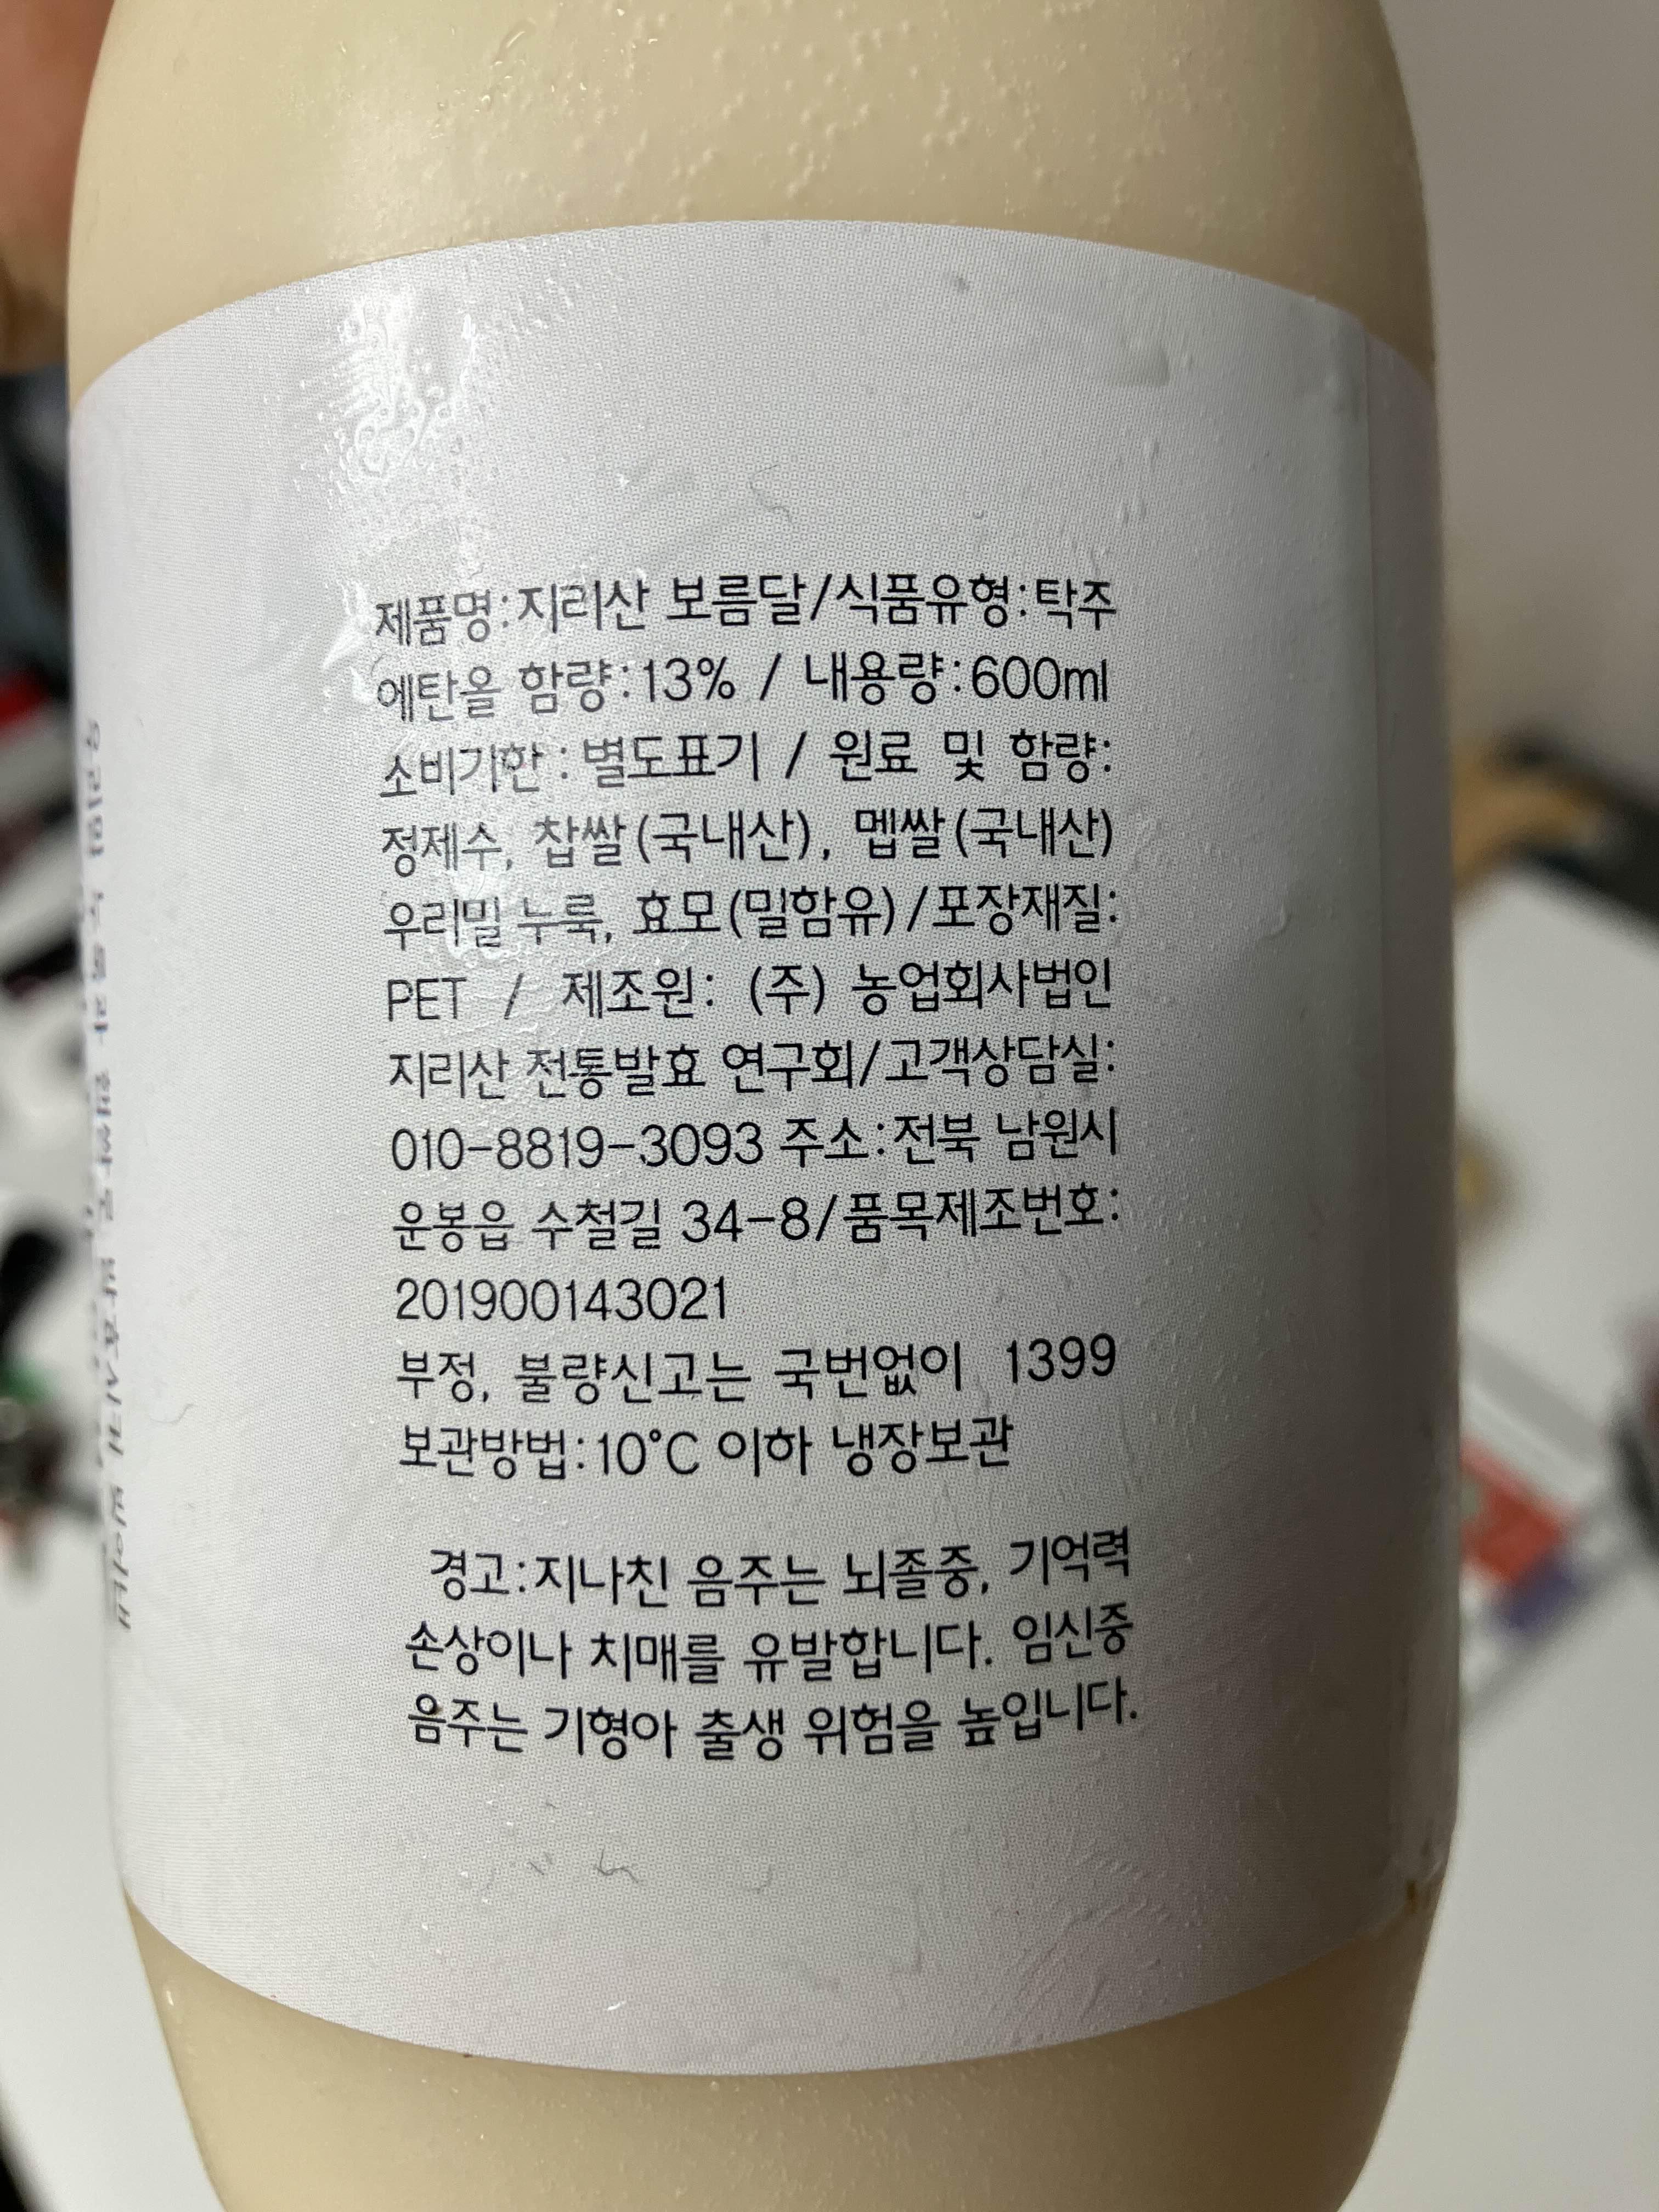 제품명:지리산 보름달/식품유형:탁주
에탄올 함량:13% / 내용량:600ml
소비기한 : 별도표기 / 원료 및 함량:
정제수, 찹쌀(국내산), 멥쌀(국내산)
우리밀 누룩, 효모(밀함유)/포장재질:
PET / 제조원: (주) 농업회사법인
지리산 전통발효 연구회/고객상담실:
010-8819-3093 주소:전북 남원시
운봉읍 수철길 34-8/품목제조번호:
201900143021
부정, 불량신고는 국번없이 1399
보관방법:10°C 이하 냉장보관
경고:지나친 음주는 뇌졸중, 기억력
손상이나 치매를 유발합니다. 임신중
음주는 기형아 출생 위험을 높입니다.
우리밀 누룩과